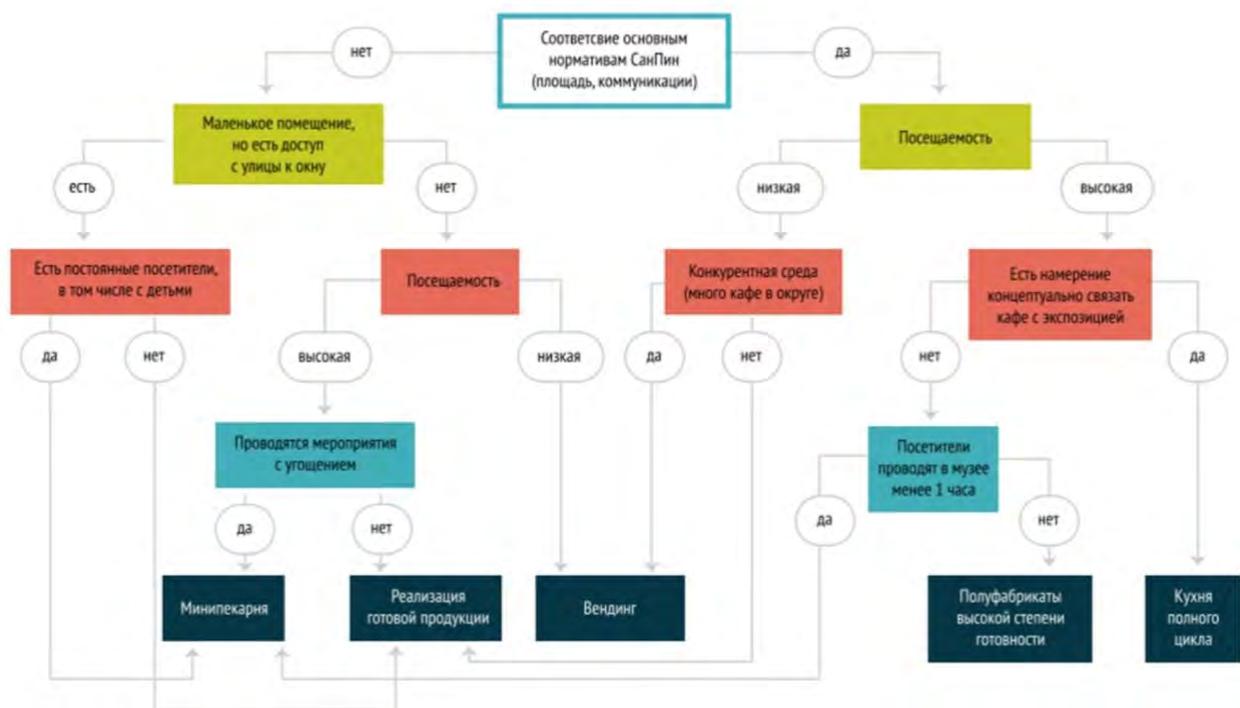 Соответсвие основным
нормативам СанПин
(площадь, коммуникации)
нет
да
Маленькое помещение,
но есть доступ
с улицы к окну
Посещаемость
есть
нет
низкая
высокая
Есть постоянные посетители,
в том числе с детьми
Посещаемость
Конкурентная среда
(много кафе в округе)
Есть намерение
концептуально связать
кафе с экспозицией
да
нет
высокая
низкая
да
нет
нет
да
Проводятся мероприятия
с угощением
Посетители
проводят в музее
менее 1 часа
да
нет
да
нет
Минипекарня
Реализация
готовой продукции
Вендинг
Полуфабрикаты
высокой степени
готовности
Кухня
полного
цикла